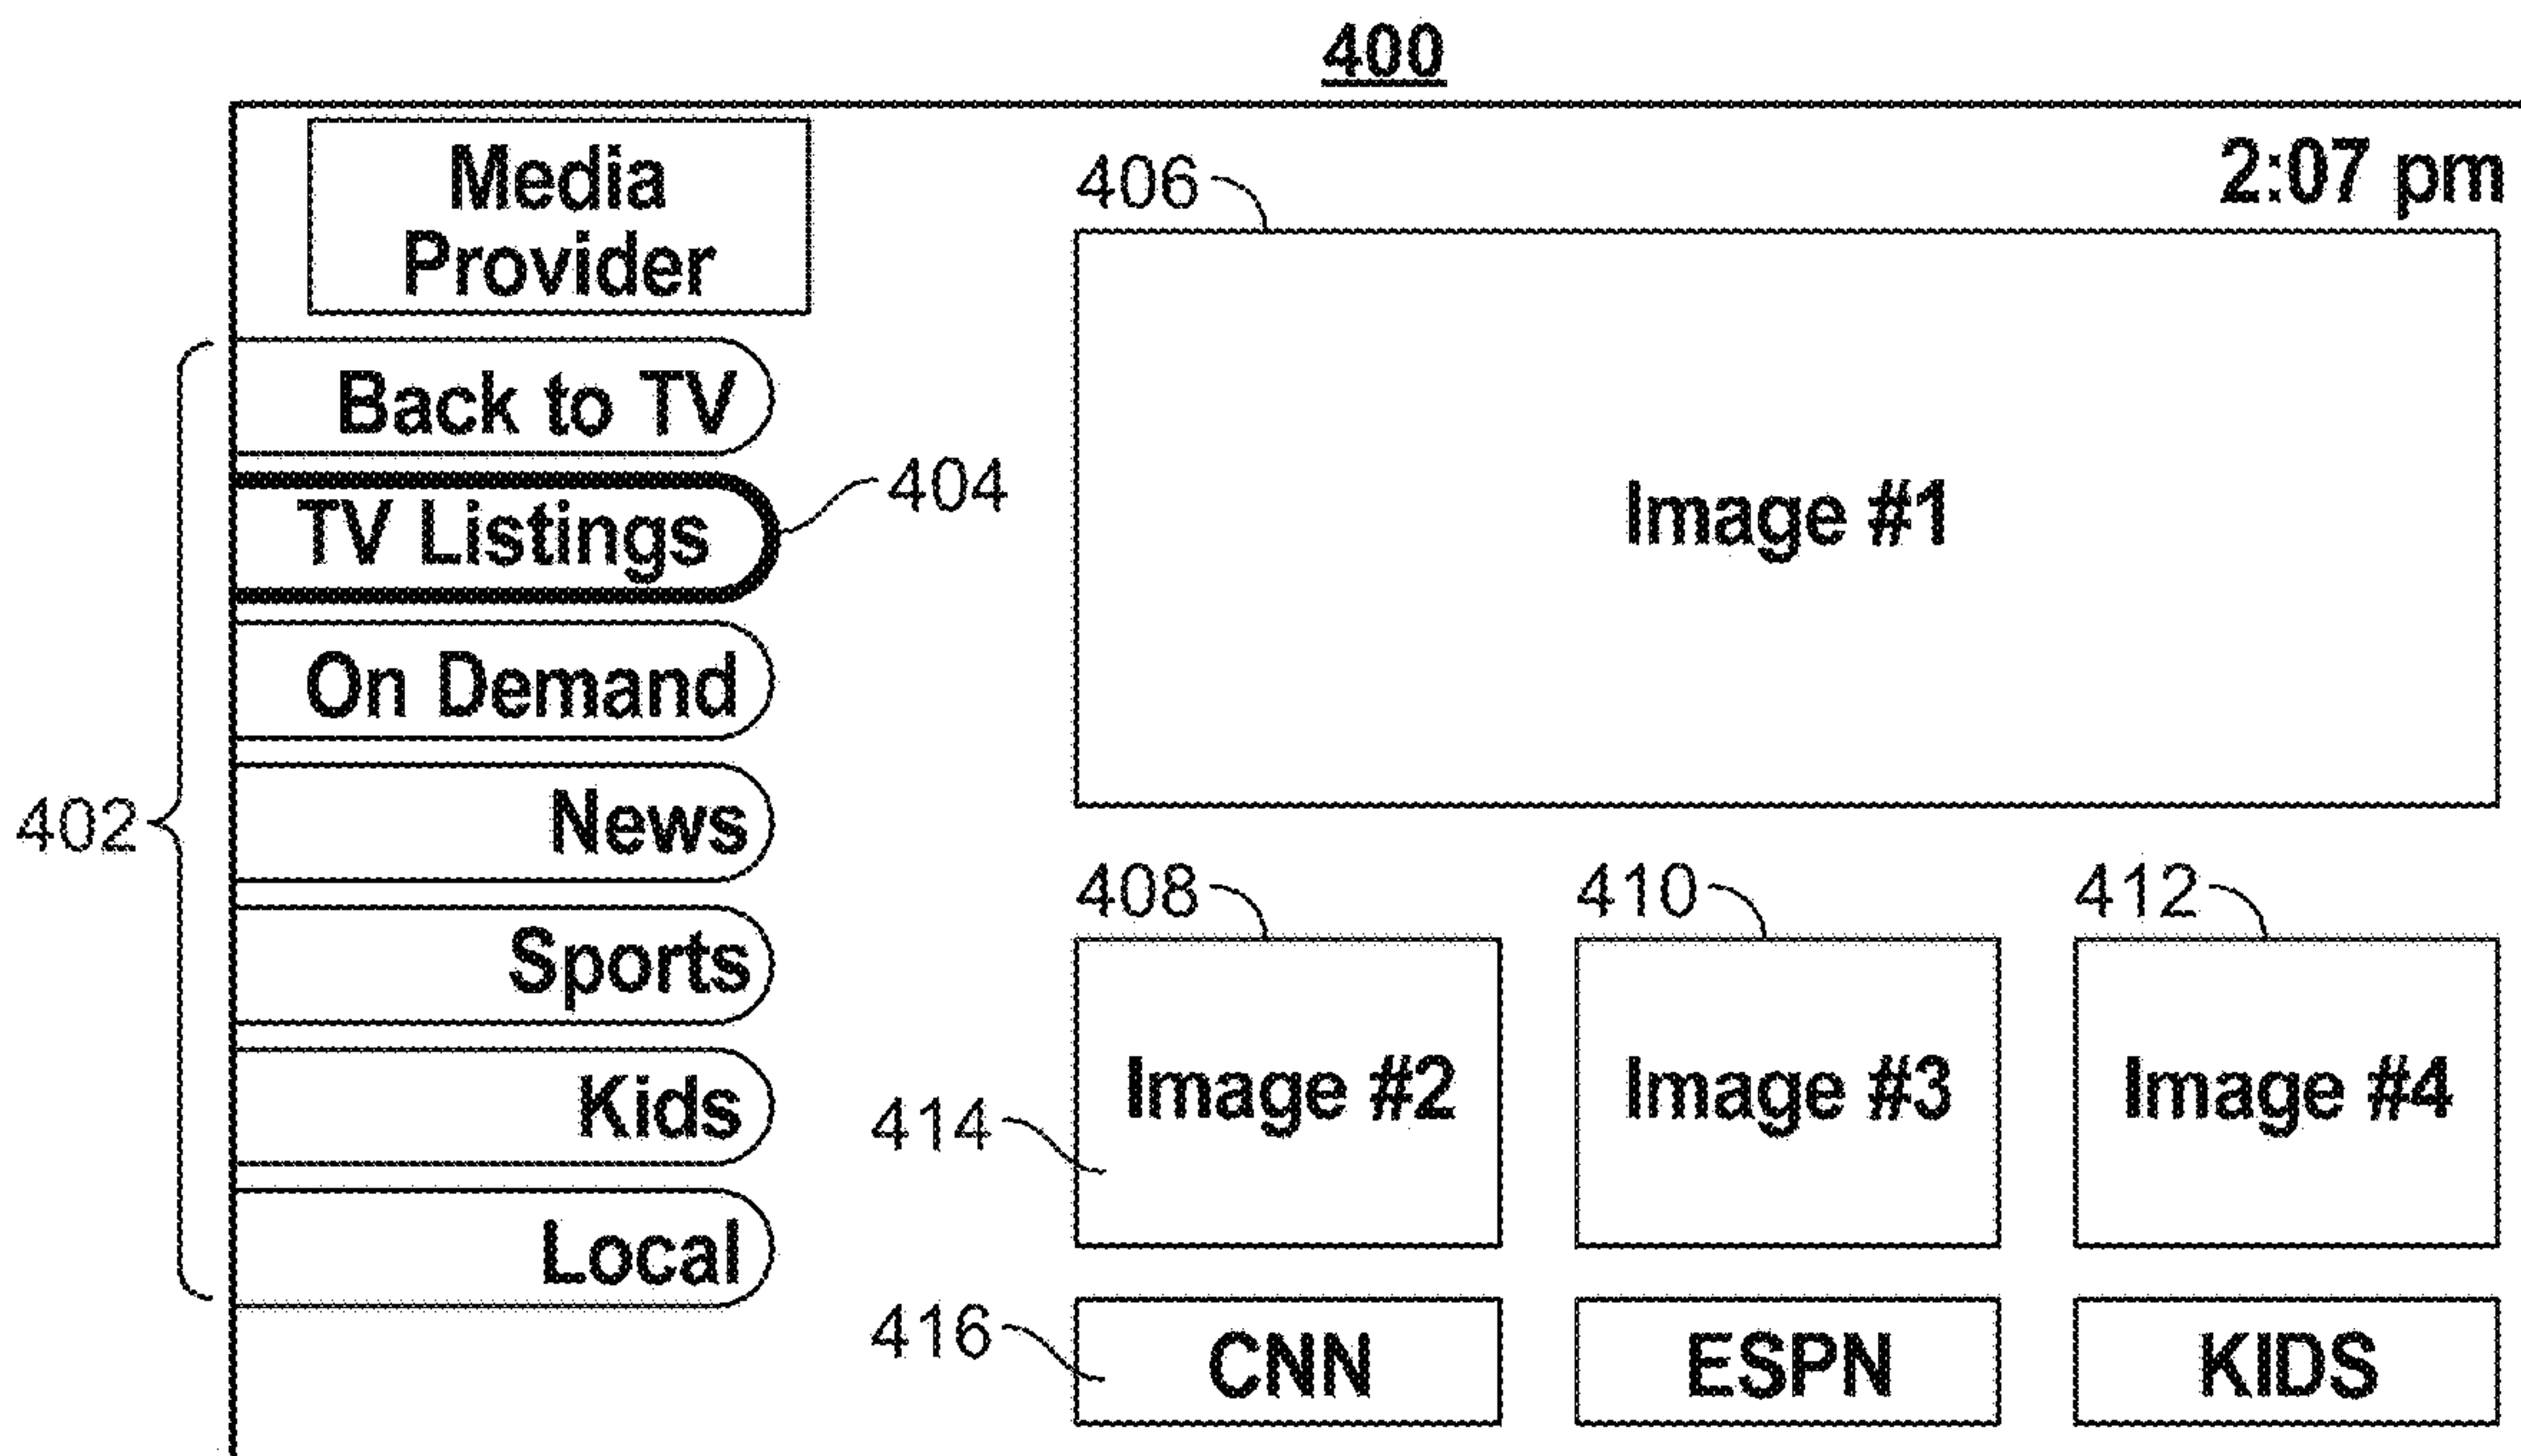 400
Media
Provider
2:07 pm
406
Back to TV
TV Listings
404
On Demand
News
Sports
Kids
Local
402
Image #1
408
410
412
Image #2
Image #3
Image #4
414
416
CNN
ESPN
KIDS